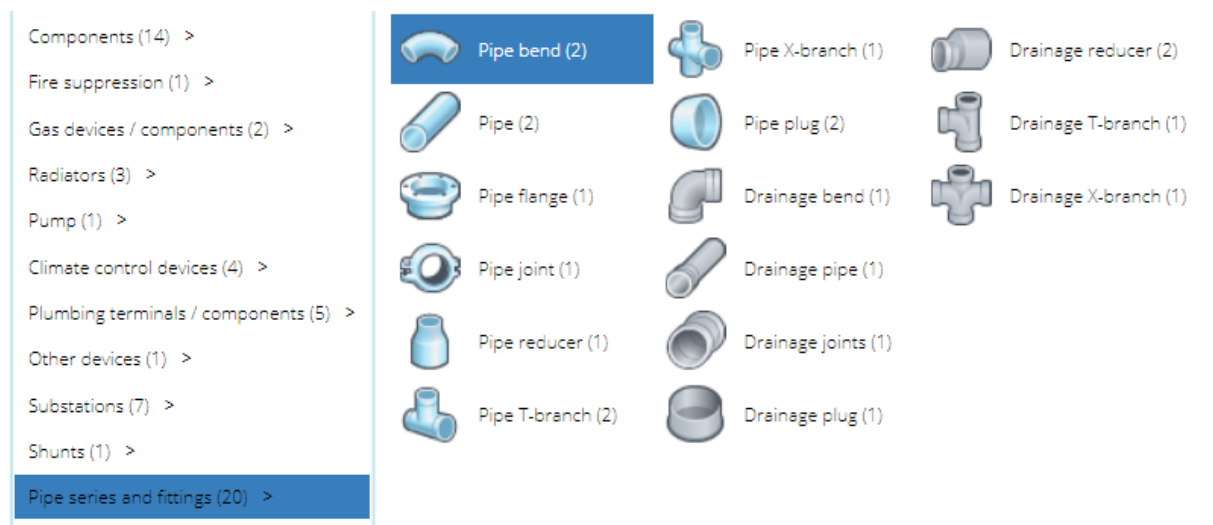 Components (14) >
Fire suppression (1) >
Gas devices / components (2) >
Radiators (3) >
Pump (1) >
Climate control devices (4) >
Plumbing terminals / components (5) >
Other devices (1) >
Substations (7) >
Shunts (1) >
Pipe series and fittings (20) >
Pipe bend (2)
Pipe (2)
Pipe flange (1)
Pipe joint (1)
Pipe reducer (1)
Pipe T-branch (2)
Pipe X-branch (1)
Pipe plug (2)
Drainage bend (1)
Drainage pipe (1)
Drainage joints (1)
Drainage plug (1)
Drainage reducer (2)
Drainage T-branch (1)
Drainage X-branch (1)